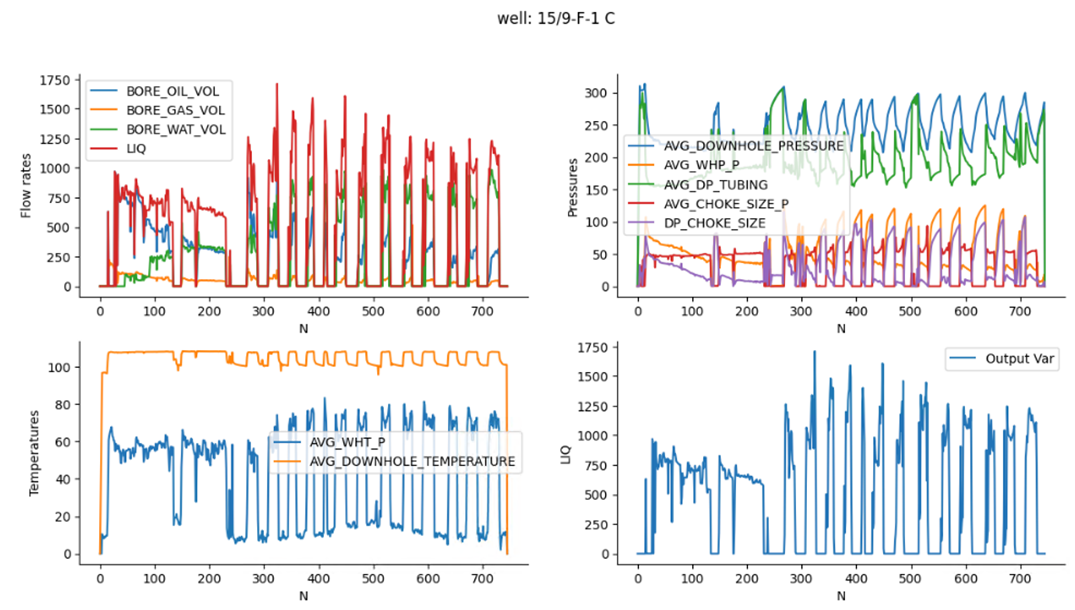 well: 15/9-F-1 C
1750
1500
1250
1000
750
500
250
0
Flow rates
BORE_OIL_VOL
BORE_GAS_VOL
BORE_WAT_VOL
LIQ
0 100 200 300 400 500 600 700
N
300
250
200
150
100
50
0
Pressures
AVG_DOWNHOLE_PRESSURE
AVG_WHP_P
AVG_DP_TUBING
AVG_CHOKE_SIZE_P
DP_CHOKE_SIZE
0 100 200 300 400 500 600 700
N
100
80
60
40
20
0
Temperatures
AVG_WHT_P
AVG_DOWNHOLE_TEMPERATURE
0 100 200 300 400 500 600 700
N
1750
1500
1250
1000
750
500
250
0
LIQ
Output Var
0 100 200 300 400 500 600 700
N